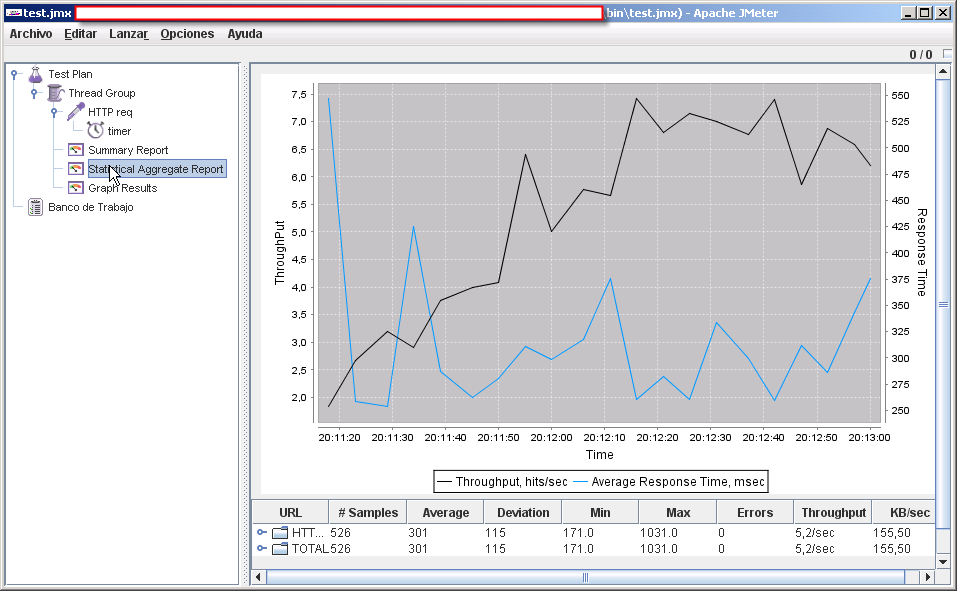 test.jmx bin\test.jmx) - Apache JMeter
Archivo Editar Lanzar Opciones Ayuda
0 / 0
Test Plan
Thread Group
HTTP req
timer
Summary Report
Statistical Aggregate Report
Graph Results
Banco de Trabajo
ThroughPut
7,5
7,0
6,5
6,0
5,5
5,0
4,5
4,0
3,5
3,0
2,5
2,0
550
525
500
475
450
425
400
375
350
325
300
275
250
Response Time
20:11:20 20:11:30 20:11:40 20:11:50 20:12:00 20:12:10 20:12:20 20:12:30 20:12:40 20:12:50 20:13:00
Time
Throughput, hits/sec Average Response Time, msec
URL # Samples Average Deviation Min Max Errors Throughput KB/sec
HTT... 526 301 115 171.0 1031.0 0 5,2/sec 155,50
TOTAL 526 301 115 171.0 1031.0 0 5,2/sec 155,50